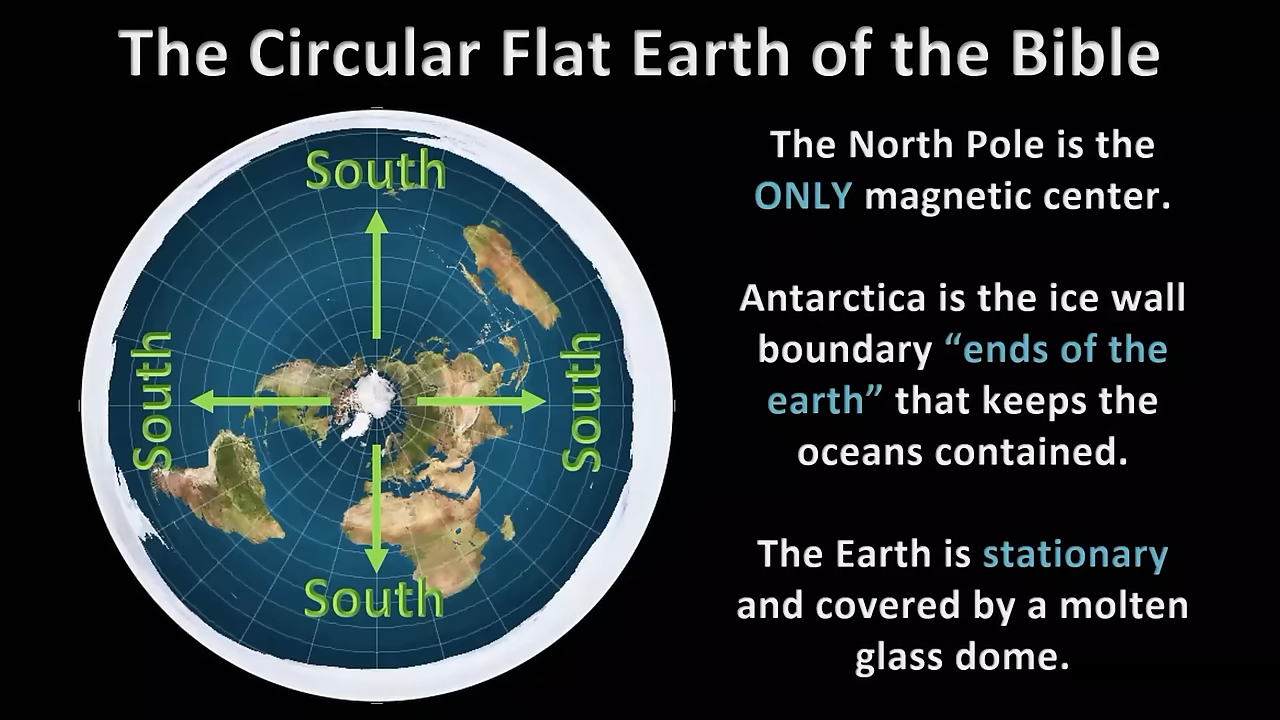 The Circular Flat Earth of the Bible
South
South
South
South
The North Pole is the
ONLY magnetic center.
Antarctica is the ice wall
boundary “ends of the
earth” that keeps the
oceans contained.
The Earth is stationary
and covered by a molten
glass dome.